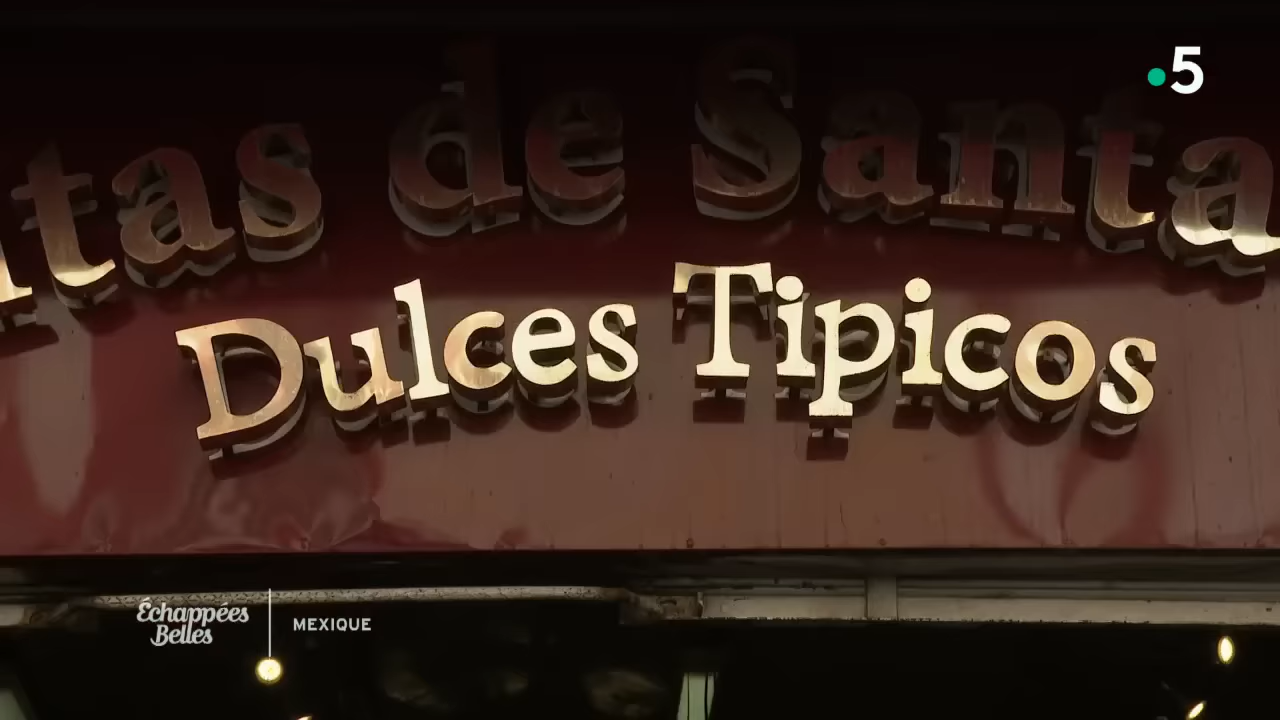 5
tas de Santa
Dulces Tipicos
Échappées
Belles
MEXIQUE